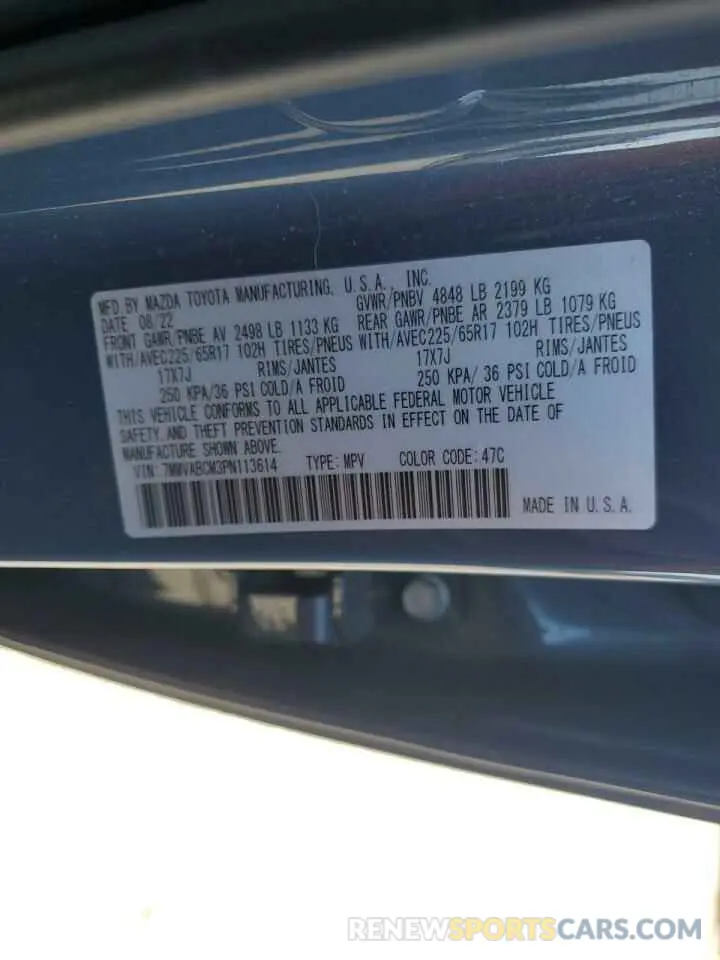 MFD. BY MAZDA TOYOTA MANUFACTURING, U.S.A., INC.
DATE 08/22 GVWR/PNBV 4848 LB 2199 KG
FRONT GAWR/PNBE AV 2498 LB 1133 KG REAR GAWR/PNBE AR 2379 LB 1079 KG
WITH/AVEC225/65R17 102H TIRES/PNEUS WITH/AVEC225/65R17 102H TIRES/PNEUS
17X7J RIMS/JANTES 17X7J RIMS/JANTES
250 KPA/36 PSI COLD/A FROID 250 KPA/ 36 PSI COLD/A FROID
THIS VEHICLE CONFORMS TO ALL APPLICABLE FEDERAL MOTOR VEHICLE
SAFETY AND THEFT PREVENTION STANDARDS IN EFFECT ON THE DATE OF
MANUFACTURE SHOWN ABOVE.
VIN: 7MMVABCM3PN113614 TYPE: MPV COLOR CODE: 47C
MADE IN U.S.A.
RENEWSPORTSCARS.COM